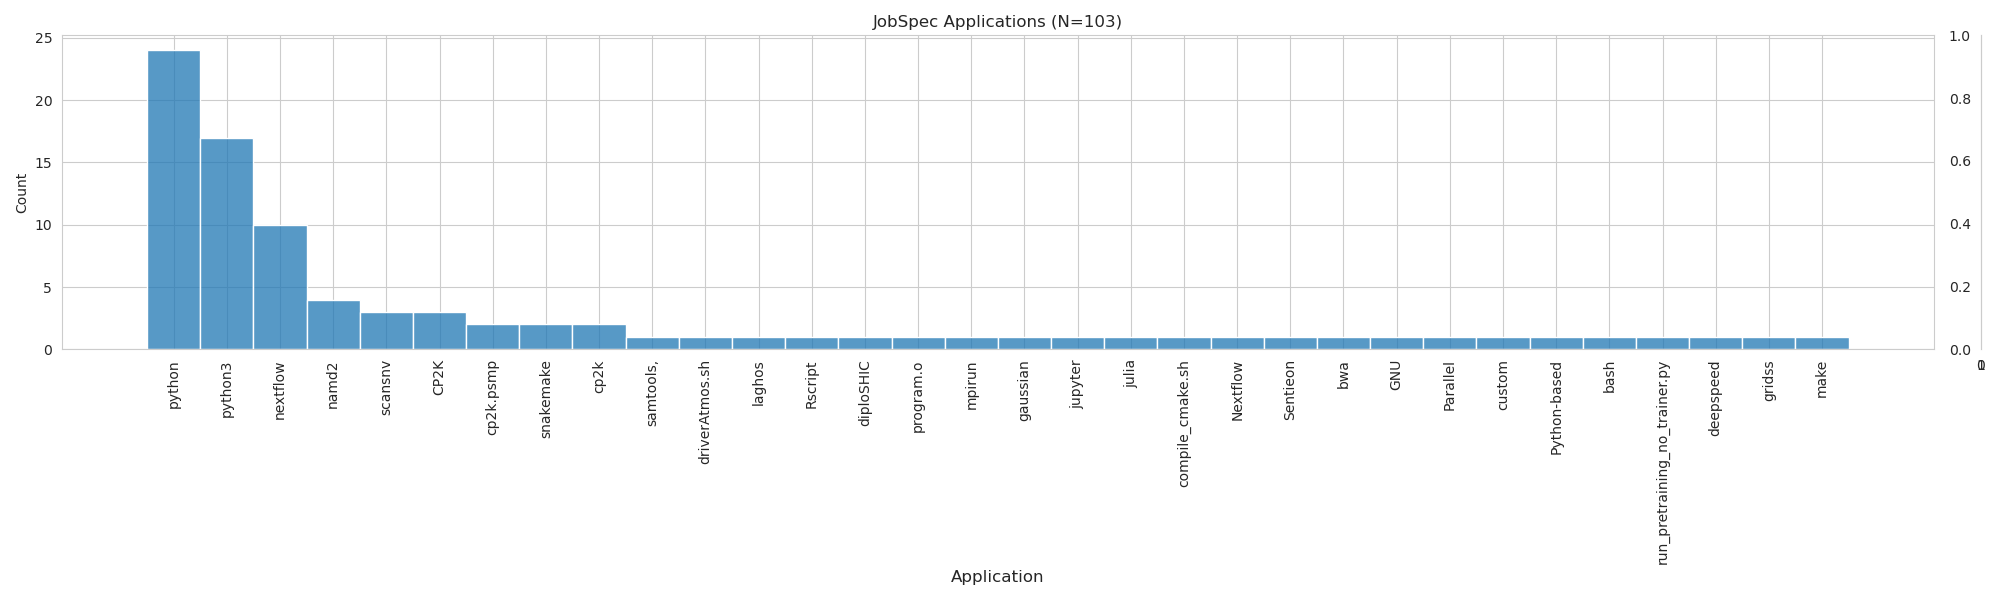 JobSpec Applications (N=103)
25
20
15
10
5
0
Count
1.0
0.8
0.6
0.4
0.2
0.0
python
python3
nextflow
namd2
scansnv
CP2K
cp2k.psmp
snakemake
cp2k
samtools,
driverAtmos.sh
laghos
Rscript
diploSHIC
program.o
mpirun
gaussian
jupyter
julia
compile_cmake.sh
Nextflow
Sentieon
bwa
GNU
Parallel
custom
Python-based
bash
run_pretraining_no_trainer.py
deepspeed
gridss
make
Application